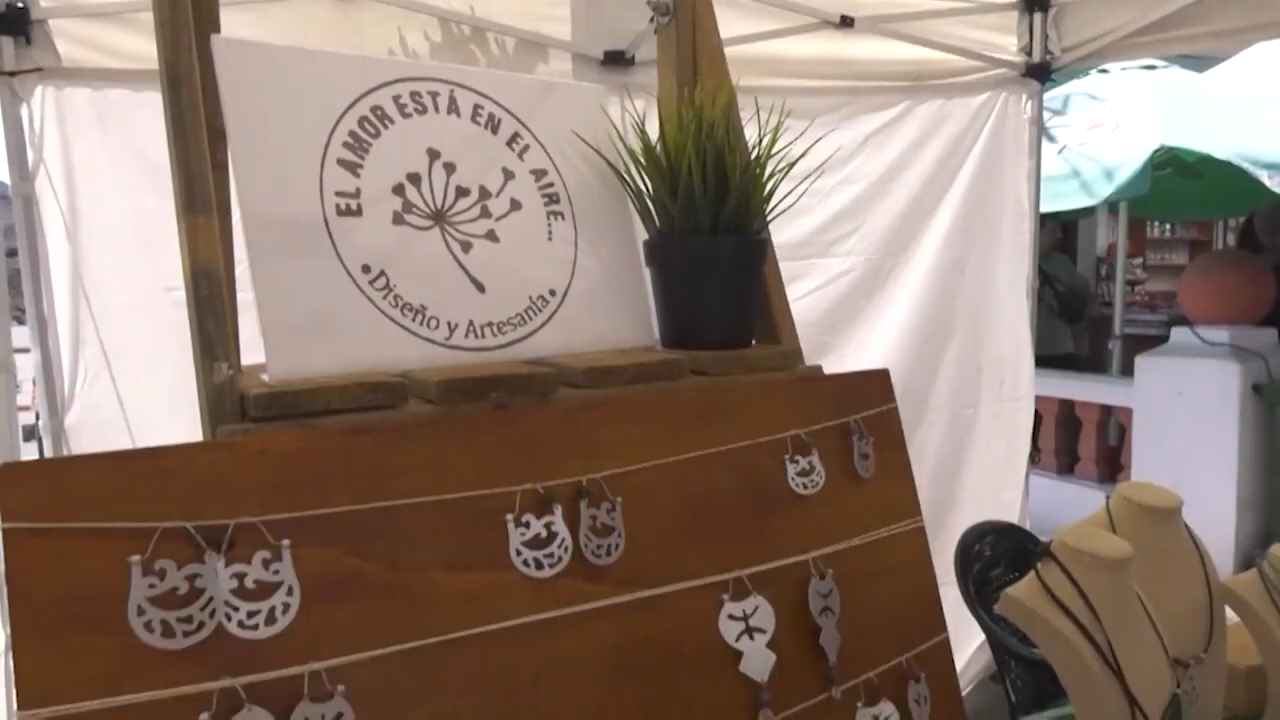 EL AMOR ESTÁ EN EL AIRE...
• Diseño y Artesanía •